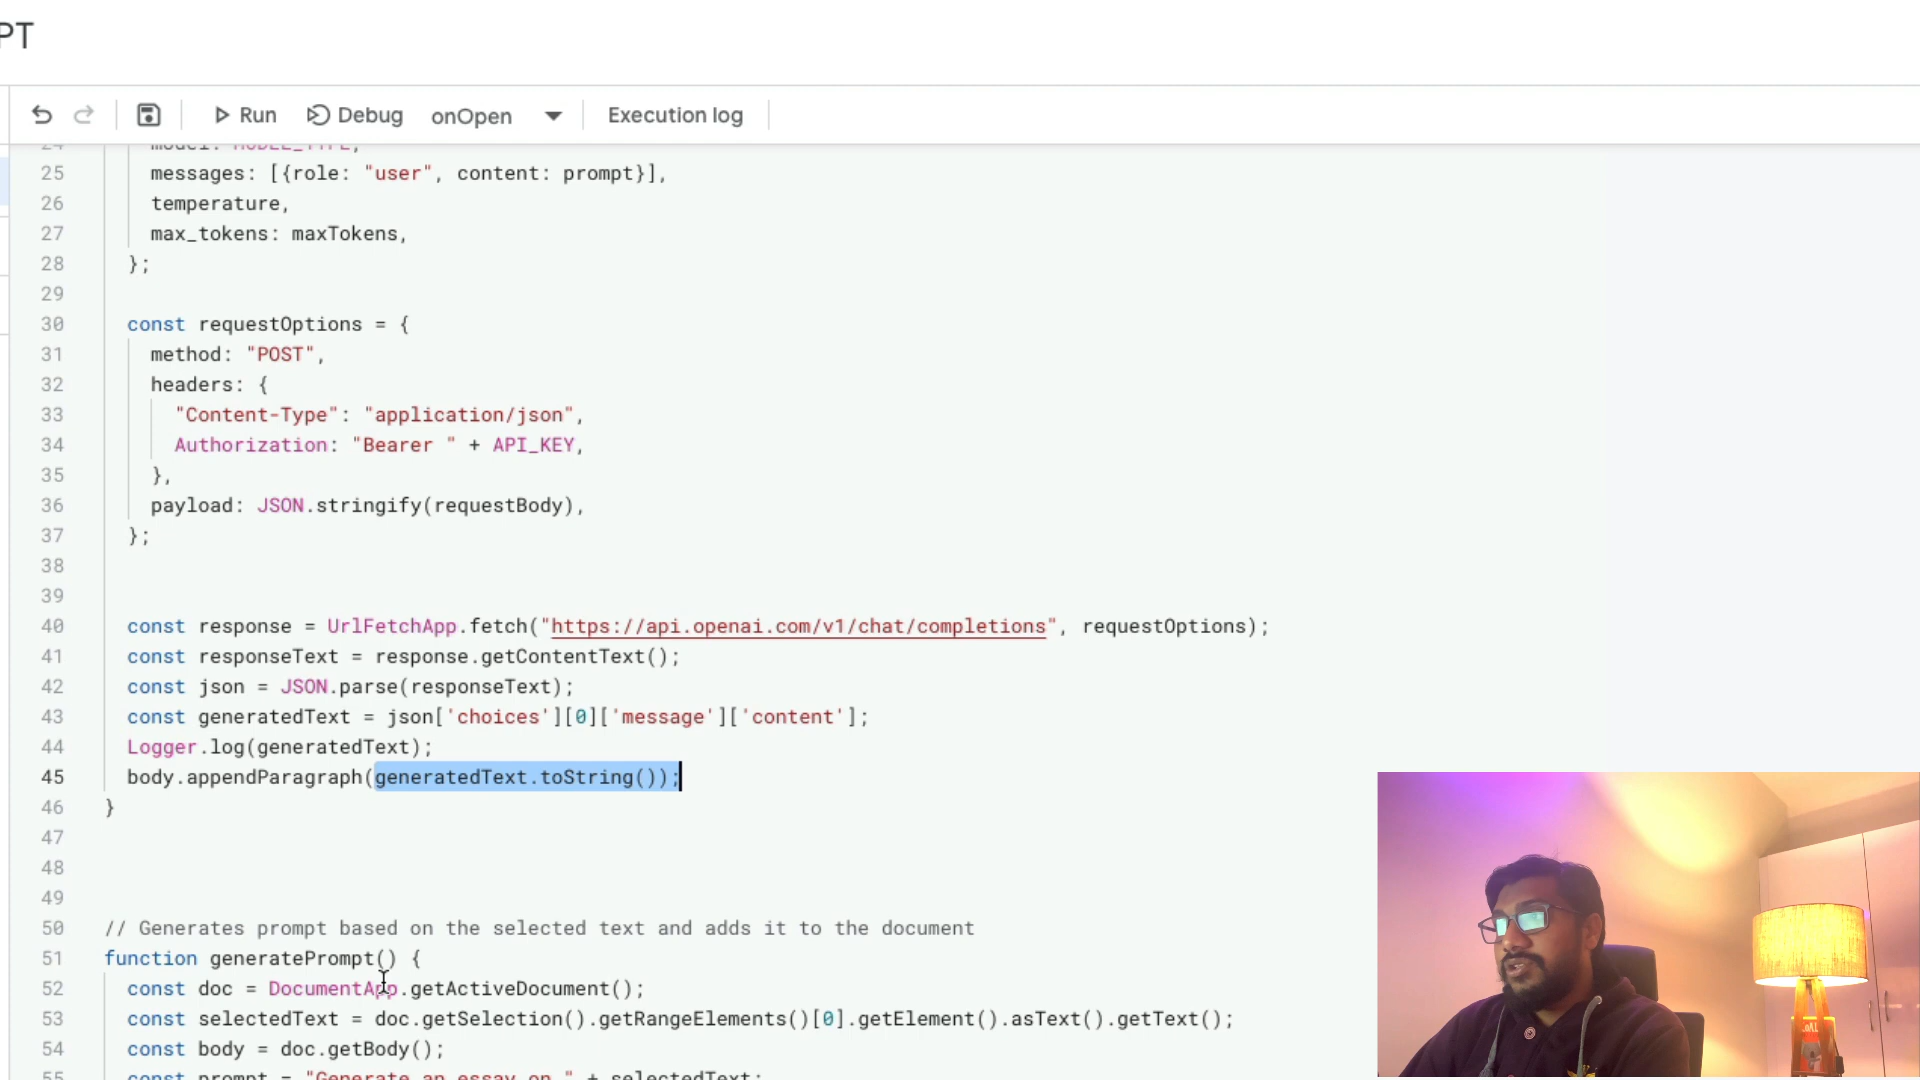 PT
Run Debug onOpen Execution log
24 model: MODEL_TYPE,
25 messages: [{role: "user", content: prompt}],
26 temperature,
27 max_tokens: maxTokens,
28 };
29
30 const requestOptions = {
31 method: "POST",
32 headers: {
33 "Content-Type": "application/json",
34 Authorization: "Bearer " + API_KEY,
35 },
36 payload: JSON.stringify(requestBody),
37 };
38
39
40 const response = UrlFetchApp.fetch("https://api.openai.com/v1/chat/completions", requestOptions);
41 const responseText = response.getContentText();
42 const json = JSON.parse(responseText);
43 const generatedText = json['choices'][0]['message']['content'];
44 Logger.log(generatedText);
45 body.appendParagraph(generatedText.toString());
46 }
47
48
49
50 // Generates prompt based on the selected text and adds it to the document
51 function generatePrompt() {
52 const doc = DocumentApp.getActiveDocument();
53 const selectedText = doc.getSelection().getRangeElements()[0].getElement().asText().getText();
54 const body = doc.getBody();
55 const prompt = "Generate an essay on " + selectedText;